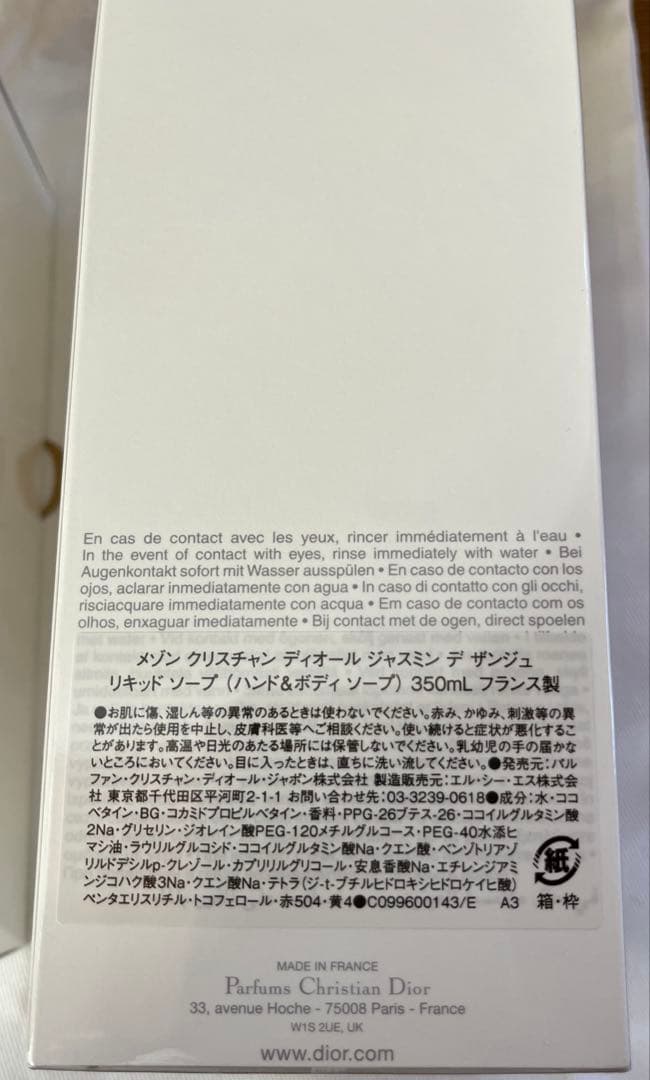 En cas de contact avec les yeux, rincer immédiatement à l'eau •
In the event of contact with eyes, rinse immediately with water • Bei
Augenkontakt sofort mit Wasser ausspülen • En caso de contacto con los
ojos, aclarar inmediatamente con agua • In caso di contatto con gli occhi,
risciacquare immediatamente con acqua • Em caso de contacto com os
olhos, enxaguar imediatamente • Bij contact met de ogen, direct spoelen
メゾン クリスチャン ディオール ジャスミン デ ザンジュ
リキッド ソープ（ハンド&ボディ ソープ）350mL フランス製
●お肌に傷、湿しん等の異常のあるときは使わないでください。赤み、かゆみ、刺激等の異
常が出たら使用を中止し、皮膚科医等へご相談ください。使い続けると症状が悪化するこ
とがあります。高温や日光のあたる場所には保管しないでください。乳幼児の手の届かな
いところにおいてください。目に入ったときは、直ちに洗い流してください。●発売元：パル
ファン・クリスチャン・ディオール・ジャポン株式会社 製造販売元：エル・シー・エス株式会
社 東京都千代田区平河町2-1-1 お問い合わせ先：03-3239-0618●成分：水・ココ
ベタイン・BG・コカミドプロピルベタイン・香料・PPG-26ブテス-26・ココイルグルタミン酸
2Na・グリセリン・ジオレイン酸PEG-120メチルグルコース・PEG-40水添ヒ
マシ油・ラウリルグルコシド・ココイルグルタミン酸Na・クエン酸・ベンゾトリアゾ
リルドデシルp-クレゾール・カプリリルグリコール・安息香酸Na・エチレンジアミ
ンジコハク酸3Na・クエン酸Na・テトラ（ジ-t-ブチルヒドロキシヒドロケイヒ酸）
ペンタエリスリチル・トコフェロール・赤504・黄4●C099600143/E A3
紙
箱・枠
MADE IN FRANCE
Parfums Christian Dior
33, avenue Hoche - 75008 Paris - France
W1S 2UE, UK
www.dior.com